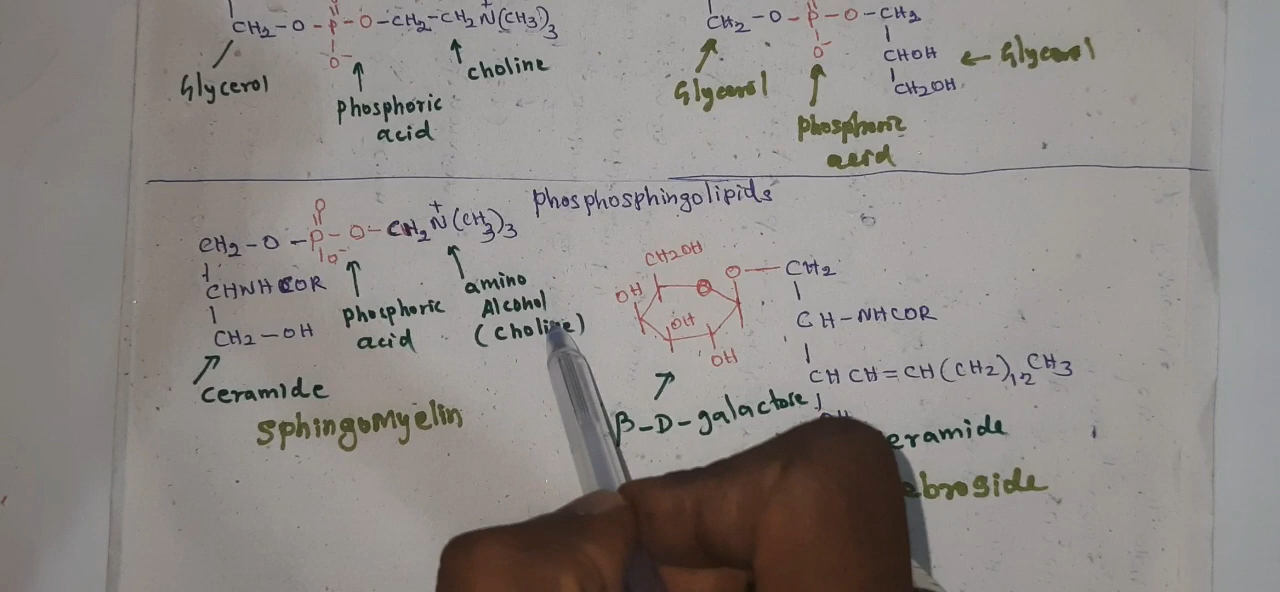 CH2-O-P-O-CH2-CH2N+(CH3)3
O-
Glycerol
phosphoric
acid
choline
CH2-O-P-O-CH2
O-
CHOH
CH2OH
Glycerol
Glycerol
phosphoric
acid
phosphosphingolipids
O
CH2-O-P-O-CH2N+(CH3)3
O-
CHNHCOR
CH2-OH
ceramide
phosphoric
acid
amino
Alcohol
(choline)
Sphingomyelin
CH2OH
O
O-CH2
OH
OH
OH
CH-NHCOR
CHCH=CH(CH2)12CH3
β-D-galactose
eramide
ebroside